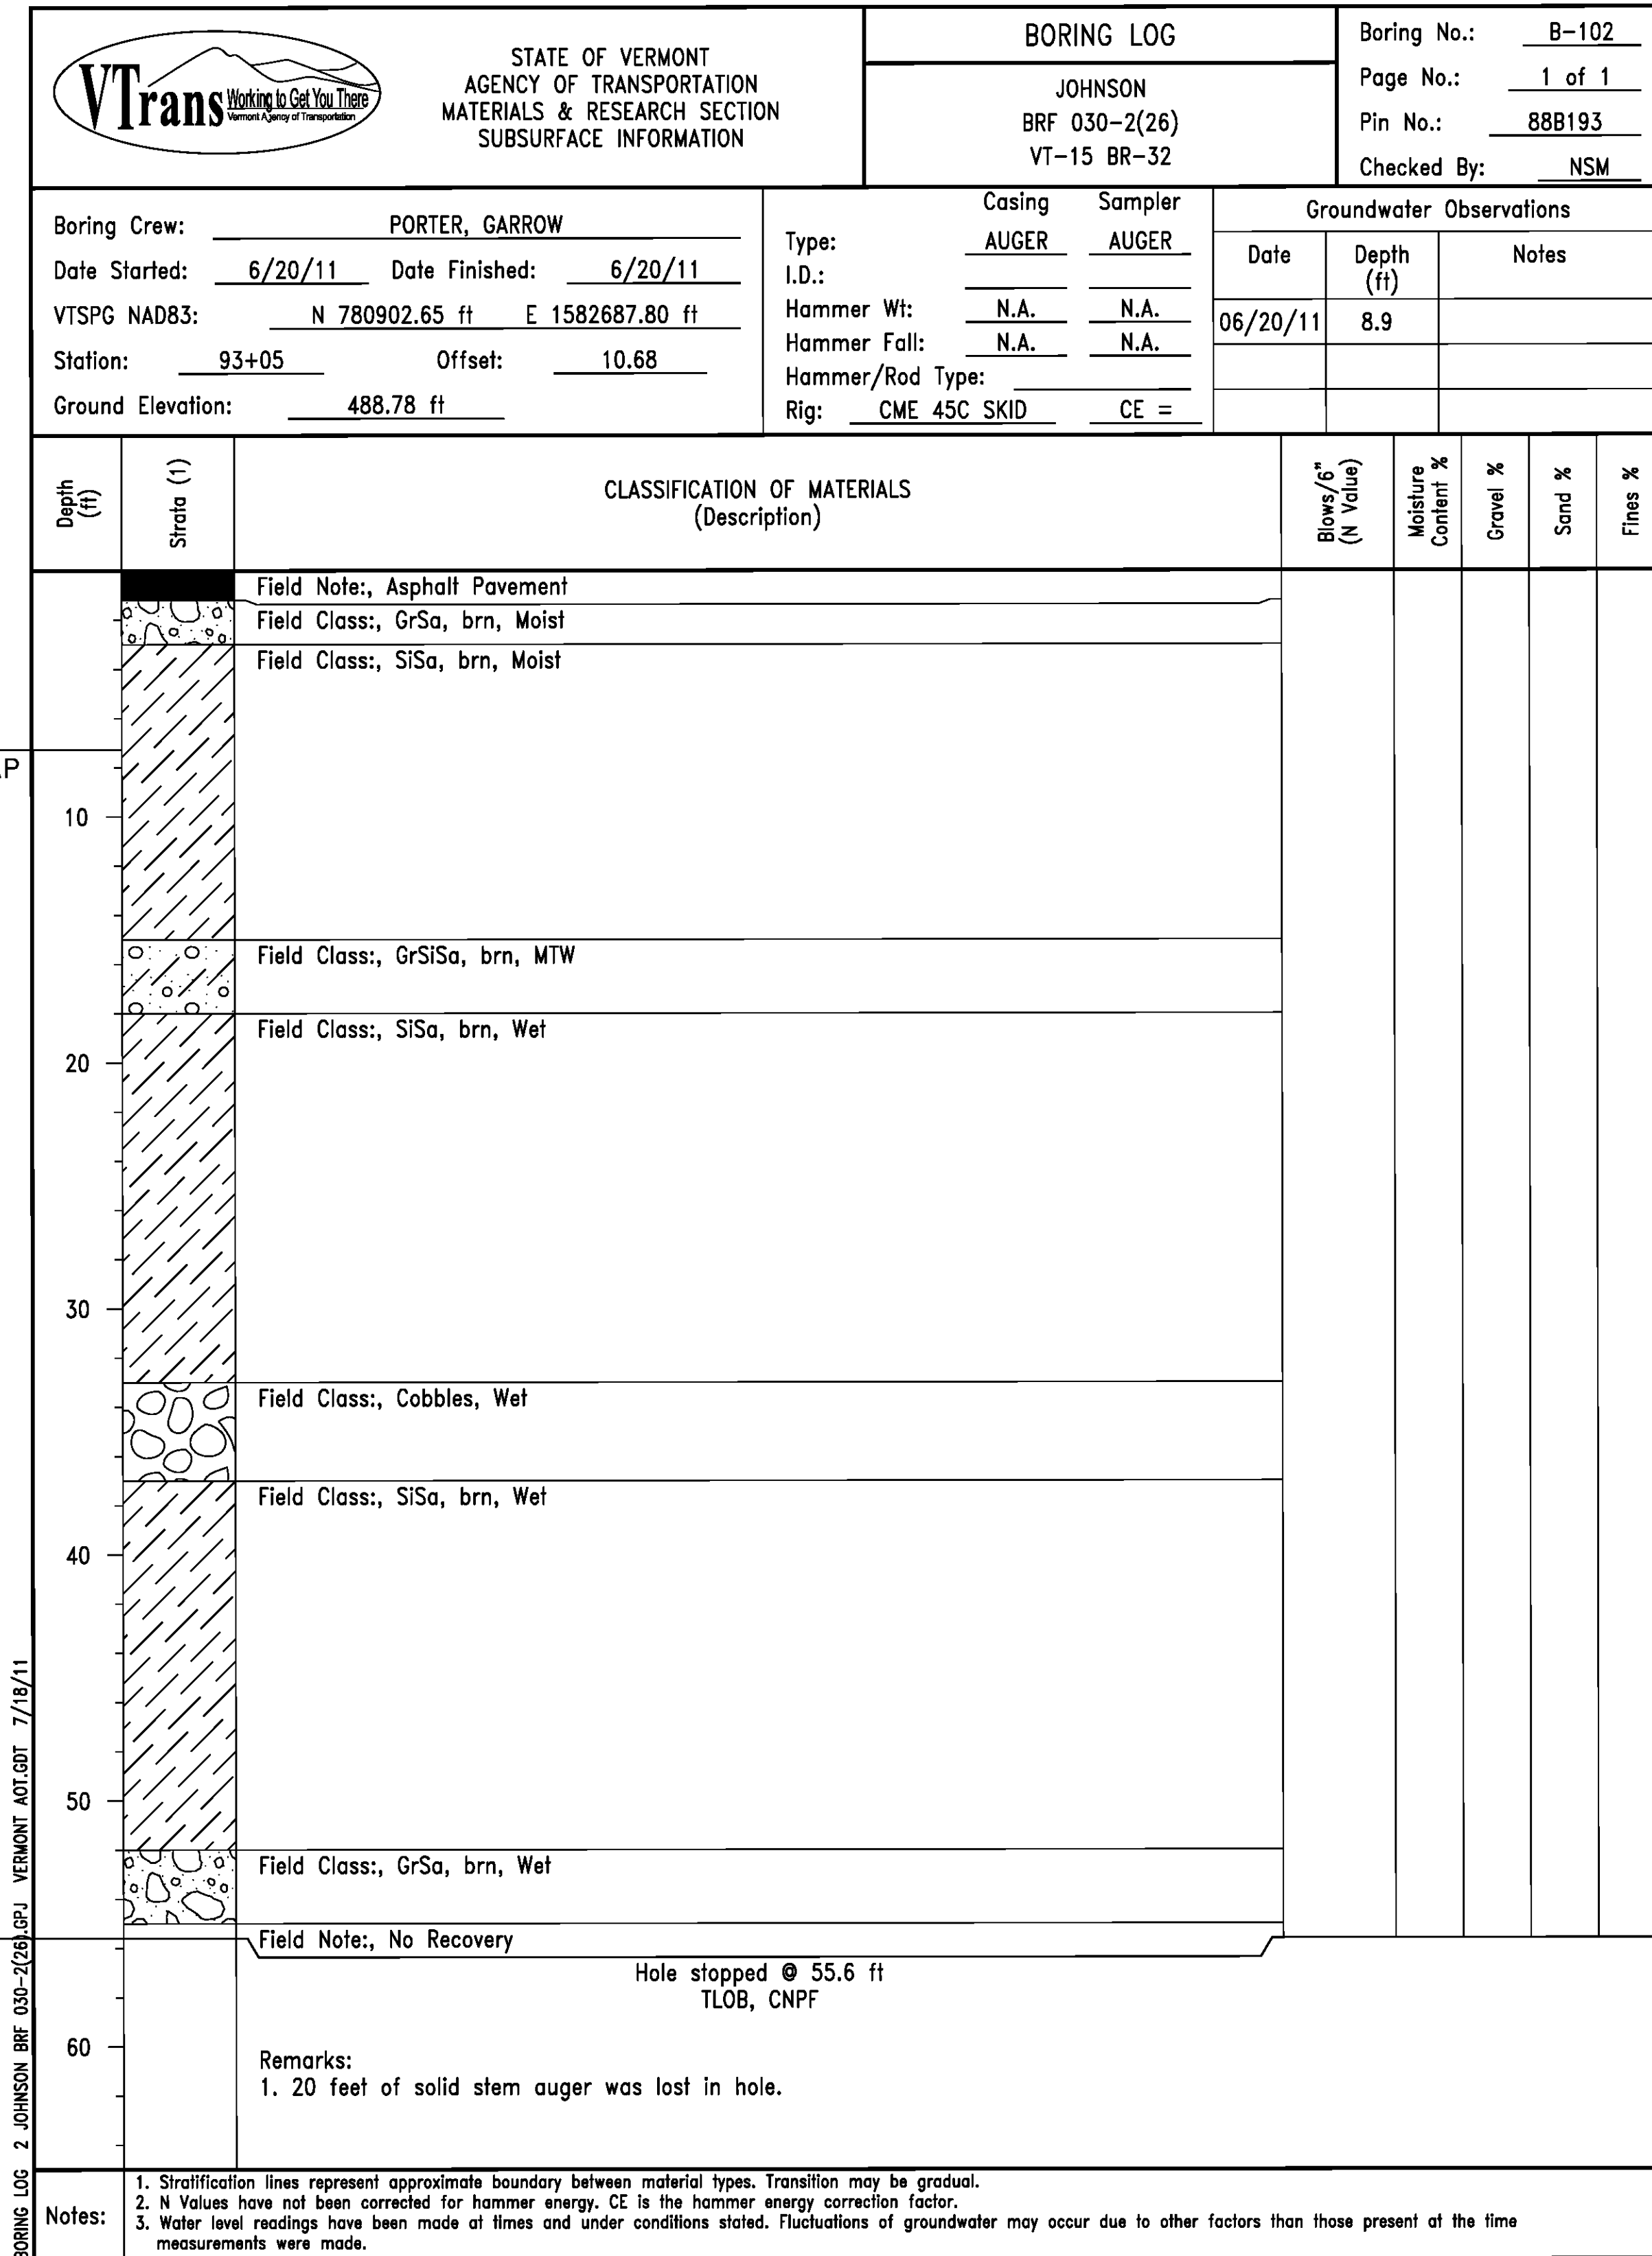 VTrans Working to Get You There
Vermont Agency of Transportation
STATE OF VERMONT
AGENCY OF TRANSPORTATION
MATERIALS & RESEARCH SECTION
SUBSURFACE INFORMATION
BORING LOG
JOHNSON
BRF 030-2(26)
VT-15 BR-32
Boring No.: B-102
Page No.: 1 of 1
Pin No.: 88B193
Checked By: NSM
Boring Crew: PORTER, GARROW
Date Started: 6/20/11 Date Finished: 6/20/11
VTSPG NAD83: N 780902.65 ft E 1582687.80 ft
Station: 93+05 Offset: 10.68
Ground Elevation: 488.78 ft
Casing Sampler
Type: AUGER AUGER
I.D.:
Hammer Wt: N.A. N.A.
Hammer Fall: N.A. N.A.
Hammer/Rod Type:
Rig: CME 45C SKID CE =
Groundwater Observations
Date Depth (ft) Notes
06/20/11 8.9
Depth (ft)
Strata (1)
CLASSIFICATION OF MATERIALS
(Description)
Blows/6" (N Value)
Moisture Content %
Gravel %
Sand %
Fines %
Field Note:, Asphalt Pavement
Field Class:, GrSa, brn, Moist
Field Class:, SiSa, brn, Moist
P
10
Field Class:, GrSiSa, brn, MTW
Field Class:, SiSa, brn, Wet
20
30
Field Class:, Cobbles, Wet
Field Class:, SiSa, brn, Wet
40
50
Field Class:, GrSa, brn, Wet
Field Note:, No Recovery
Hole stopped @ 55.6 ft
TLOB, CNPF
60
Remarks:
1. 20 feet of solid stem auger was lost in hole.
BORING LOG 2 JOHNSON BRF 030-2(26).GPJ VERMONT AOT.GDT 7/18/11
Notes:
1. Stratification lines represent approximate boundary between material types. Transition may be gradual.
2. N Values have not been corrected for hammer energy. CE is the hammer energy correction factor.
3. Water level readings have been made at times and under conditions stated. Fluctuations of groundwater may occur due to other factors than those present at the time
measurements were made.